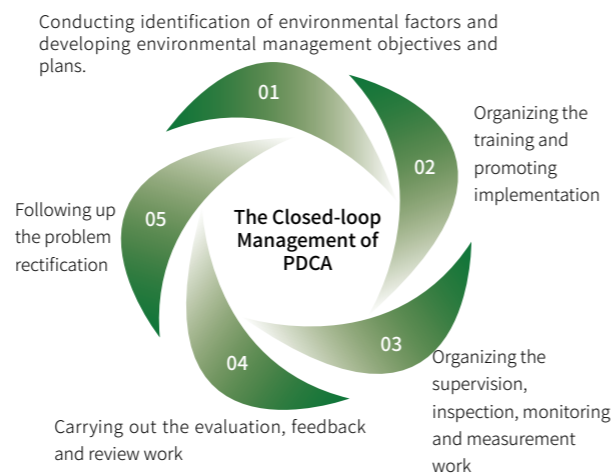 Conducting identification of environmental factors and
developing environmental management objectives and
plans.
01
02
Organizing the
training and
promoting
implementation
The Closed-loop
Management of
PDCA
03
Organizing the
supervision,
inspection, monitoring
and measurement
work
04
Carrying out the evaluation, feedback
and review work
05
Following up
the problem
rectification